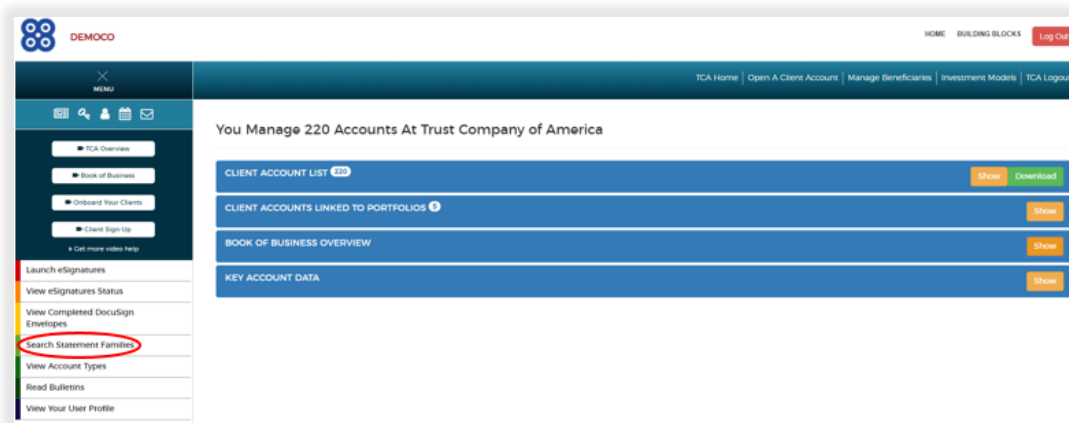 DEMOCO
HOME BUILDING BLOCKS Log Out
MENU
TCA Home | Open A Client Account | Manage Beneficiaries | Investment Models | TCA Logout
TCA Overview
Book of Business
Onboard Your Clients
Client Sign-Up
» Get more video help
Launch eSignatures
View eSignatures Status
View Completed DocuSign
Envelopes
Search Statement Families
View Account Types
Read Bulletins
View Your User Profile
You Manage 220 Accounts At Trust Company of America
CLIENT ACCOUNT LIST 220 Show Download
CLIENT ACCOUNTS LINKED TO PORTFOLIOS 5 Show
BOOK OF BUSINESS OVERVIEW Show
KEY ACCOUNT DATA Show